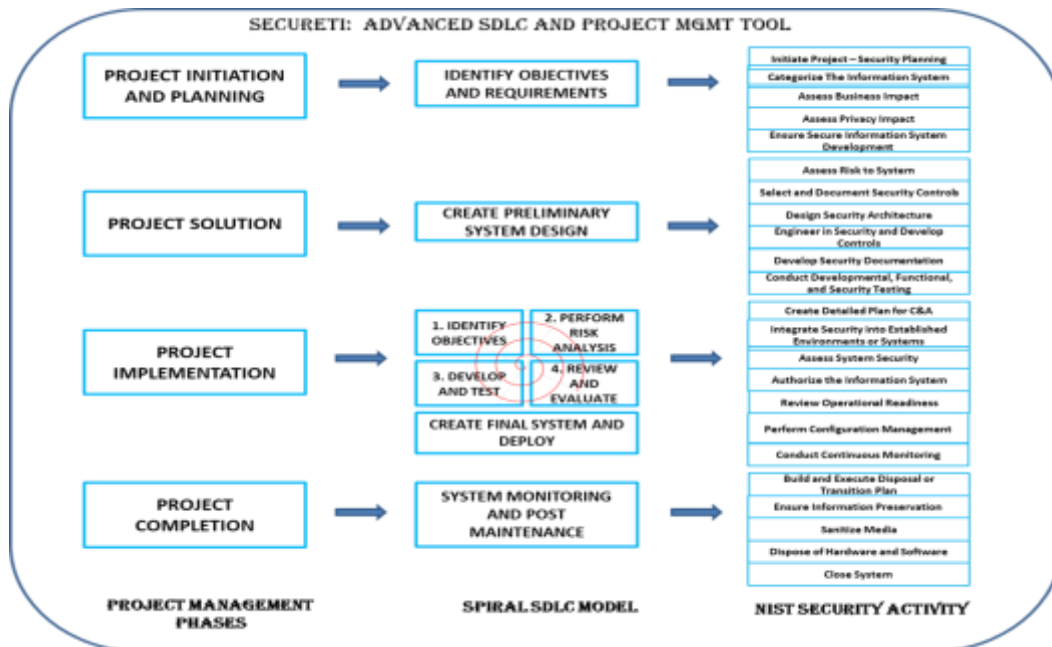 SECURETI: ADVANCED SDLC AND PROJECT MGMT TOOL
PROJECT INITIATION
AND PLANNING
IDENTIFY OBJECTIVES
AND REQUIREMENTS
Initiate Project – Security Planning
Categorize The Information System
Assess Business Impact
Assess Privacy Impact
Ensure Secure Information System
Development
PROJECT SOLUTION
CREATE PRELIMINARY
SYSTEM DESIGN
Assess Risk to System
Select and Document Security Controls
Design Security Architecture
Engineer in Security and Develop
Controls
Develop Security Documentation
Conduct Developmental, Functional,
and Security Testing
PROJECT
IMPLEMENTATION
1. IDENTIFY
OBJECTIVES
2. PERFORM
RISK
ANALYSIS
3. DEVELOP
AND TEST
4. REVIEW
AND
EVALUATE
CREATE FINAL SYSTEM AND
DEPLOY
Create Detailed Plan for C&A
Integrate Security into Established
Environments or Systems
Assess System Security
Authorize the Information System
Review Operational Readiness
Perform Configuration Management
Conduct Continuous Monitoring
PROJECT
COMPLETION
SYSTEM MONITORING
AND POST
MAINTENANCE
Build and Execute Disposal or
Transition Plan
Ensure Information Preservation
Sanitize Media
Dispose of Hardware and Software
Close System
PROJECT MANAGEMENT
PHASES
SPIRAL SDLC MODEL
NIST SECURITY ACTIVITY